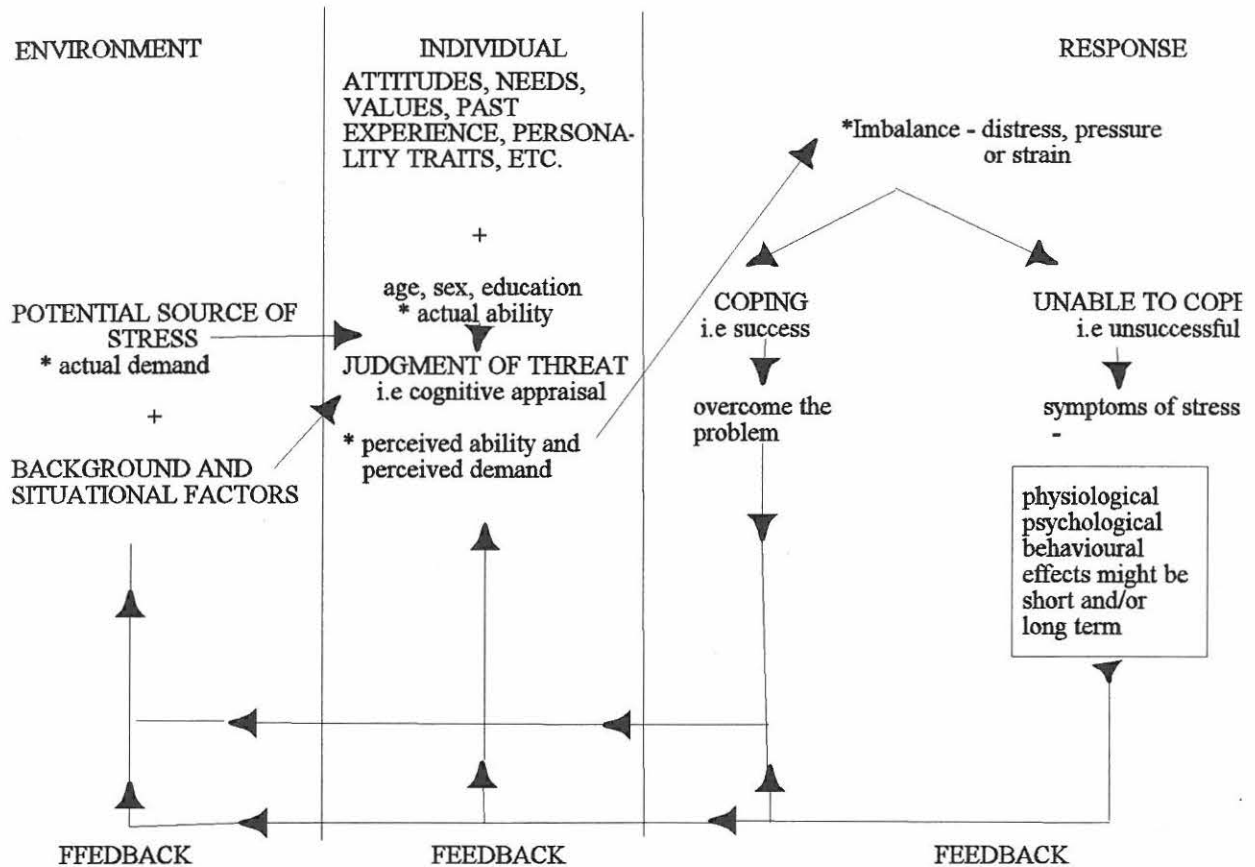 ENVIRONMENT
POTENTIAL SOURCE OF
STRESS
* actual demand
+
BACKGROUND AND
SITUATIONAL FACTORS
FFEDBACK
INDIVIDUAL
ATTITUDES, NEEDS,
VALUES, PAST
EXPERIENCE, PERSONA-
LITY TRAITS, ETC.
+
age, sex, education
* actual ability
JUDGMENT OF THREAT
i.e cognitive appraisal
* perceived ability and
perceived demand
FEEDBACK
RESPONSE
*Imbalance - distress, pressure
or strain
COPING
i.e success
overcome the
problem
UNABLE TO COPE
i.e unsuccessful
symptoms of stress
-
physiological
psychological
behavioural
effects might be
short and/or
long term
FEEDBACK